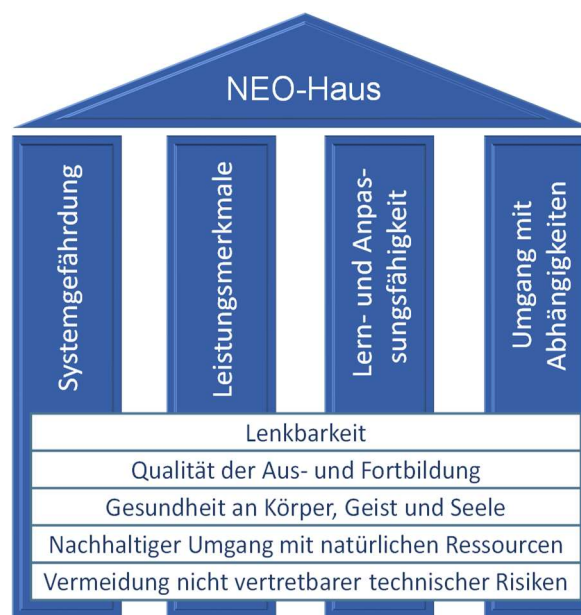 NEO-Haus
Systemgefährdung
Leistungsmerkmale
Lern- und Anpas-
sungsfähigkeit
Umgang mit
Abhängigkeiten
Lenkbarkeit
Qualität der Aus- und Fortbildung
Gesundheit an Körper, Geist und Seele
Nachhaltiger Umgang mit natürlichen Ressourcen
Vermeidung nicht vertretbarer technischer Risiken